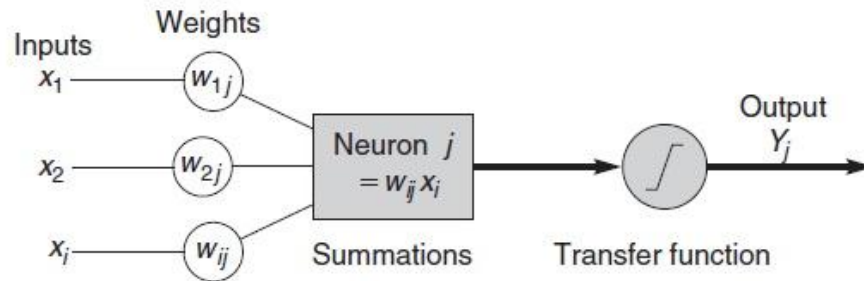 Weights
Inputs
x₁
w₁ⱼ
Output
Yⱼ
Neuron j
= wᵢⱼ xᵢ
x₂
w₂ⱼ
xᵢ
wᵢⱼ
Summations
Transfer function